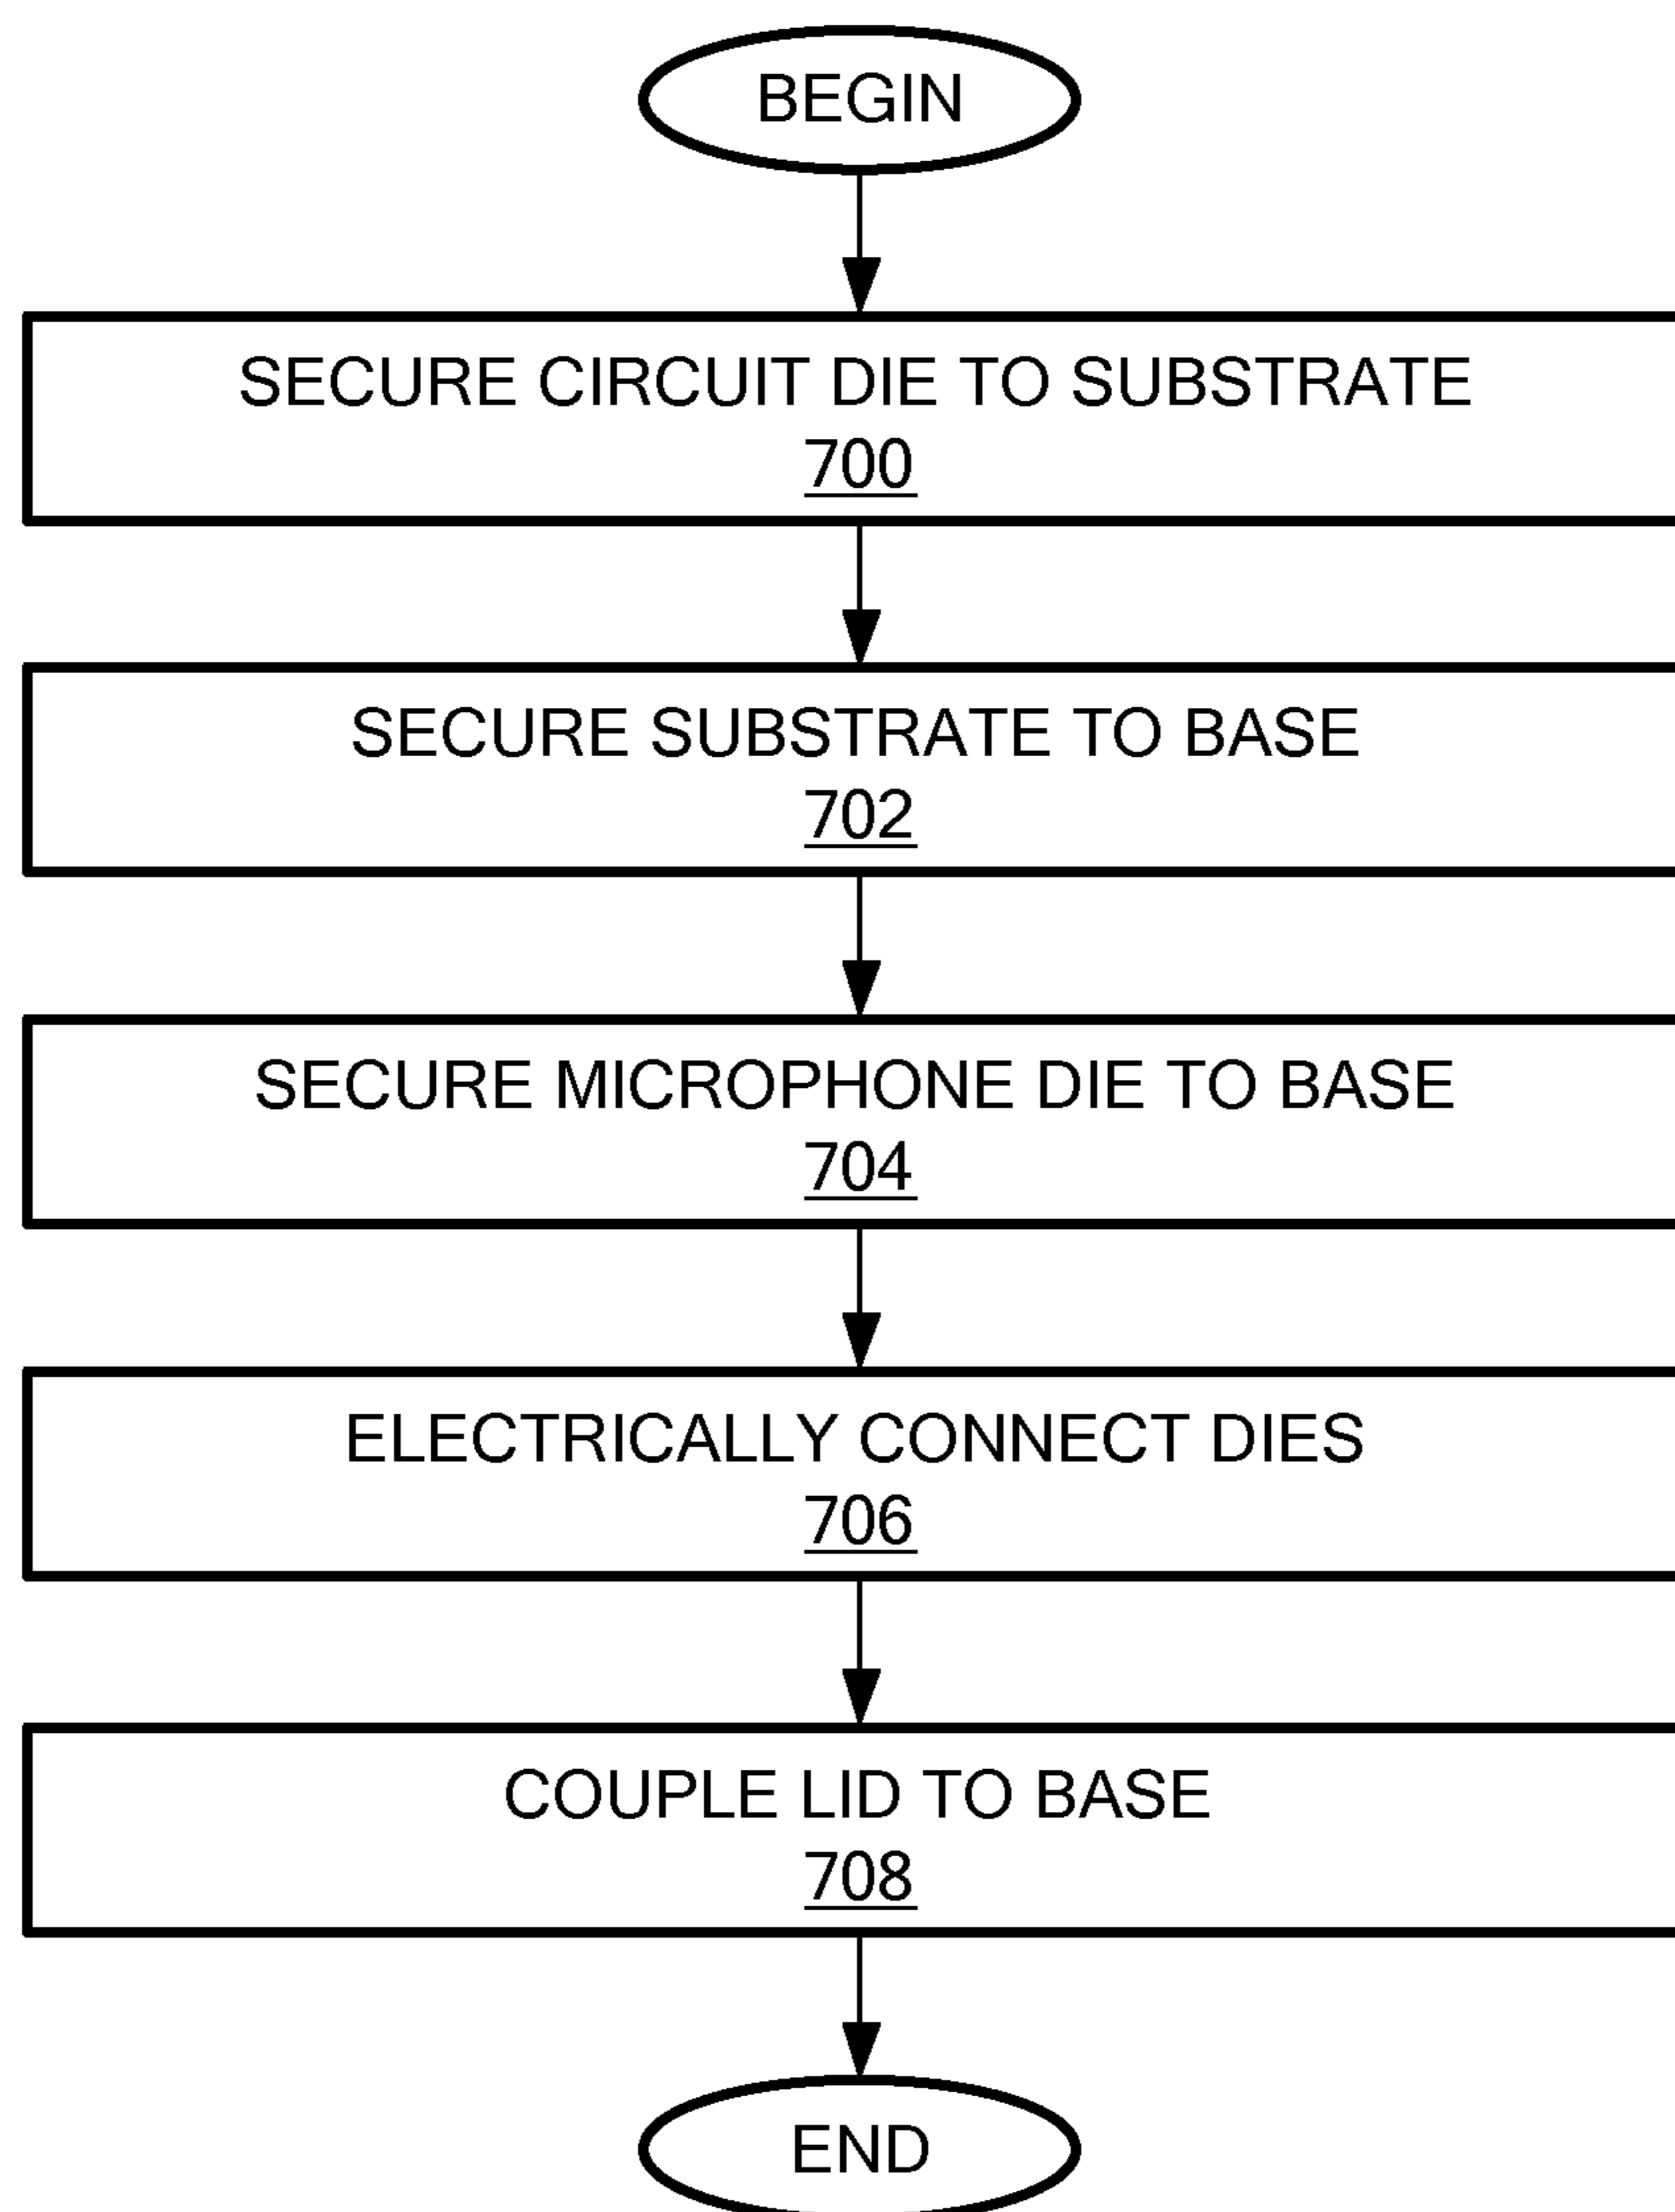 BEGIN
SECURE CIRCUIT DIE TO SUBSTRATE
700
SECURE SUBSTRATE TO BASE
702
SECURE MICROPHONE DIE TO BASE
704
ELECTRICALLY CONNECT DIES
706
COUPLE LID TO BASE
708
END